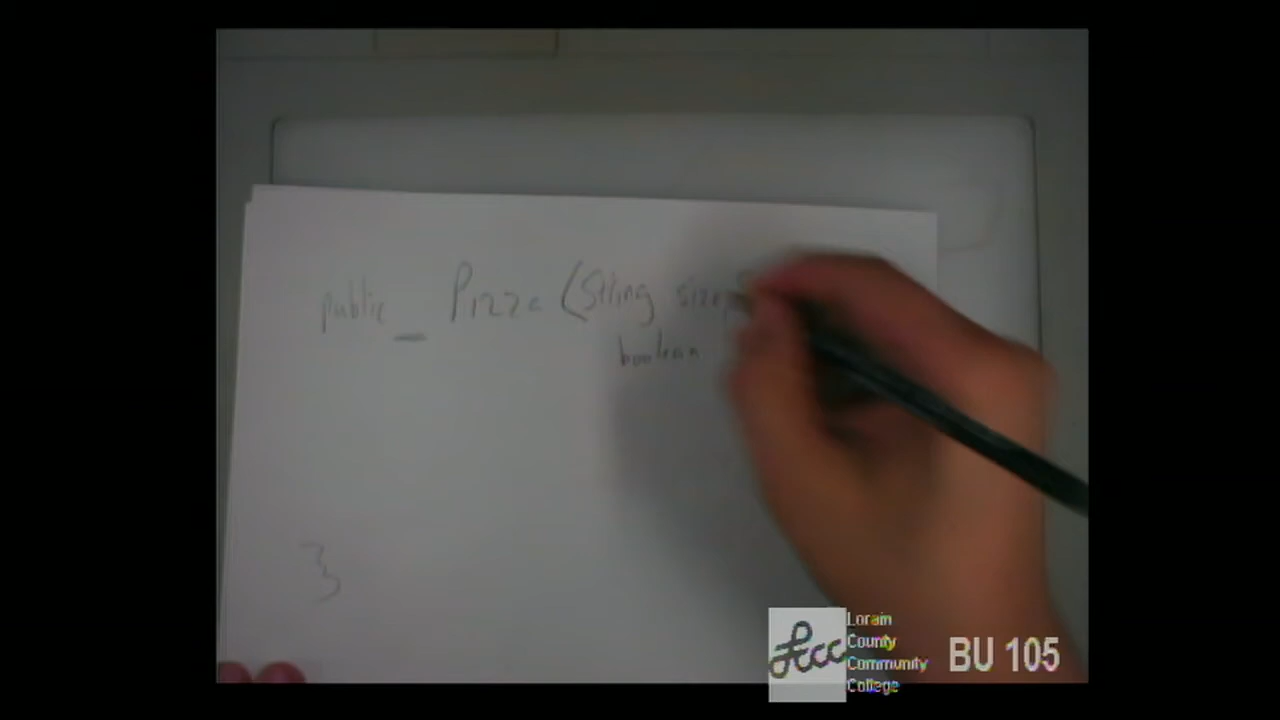 public _ Pizza (String size
boolean
}
Lorain
County
Community
College
BU 105